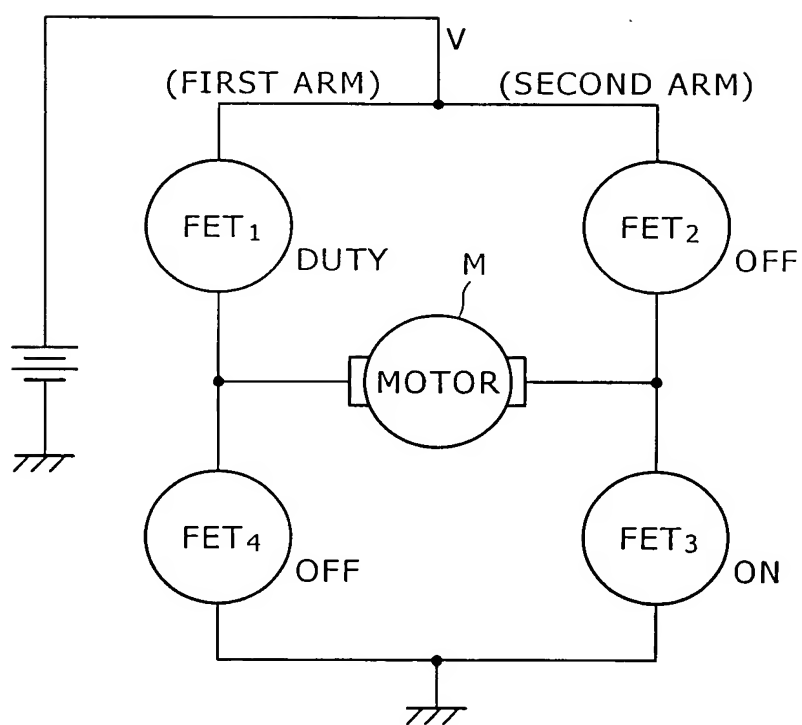 V
(FIRST ARM) (SECOND ARM)
FET₁
DUTY
FET₂
OFF
M
MOTOR
FET₄
OFF
FET₃
ON